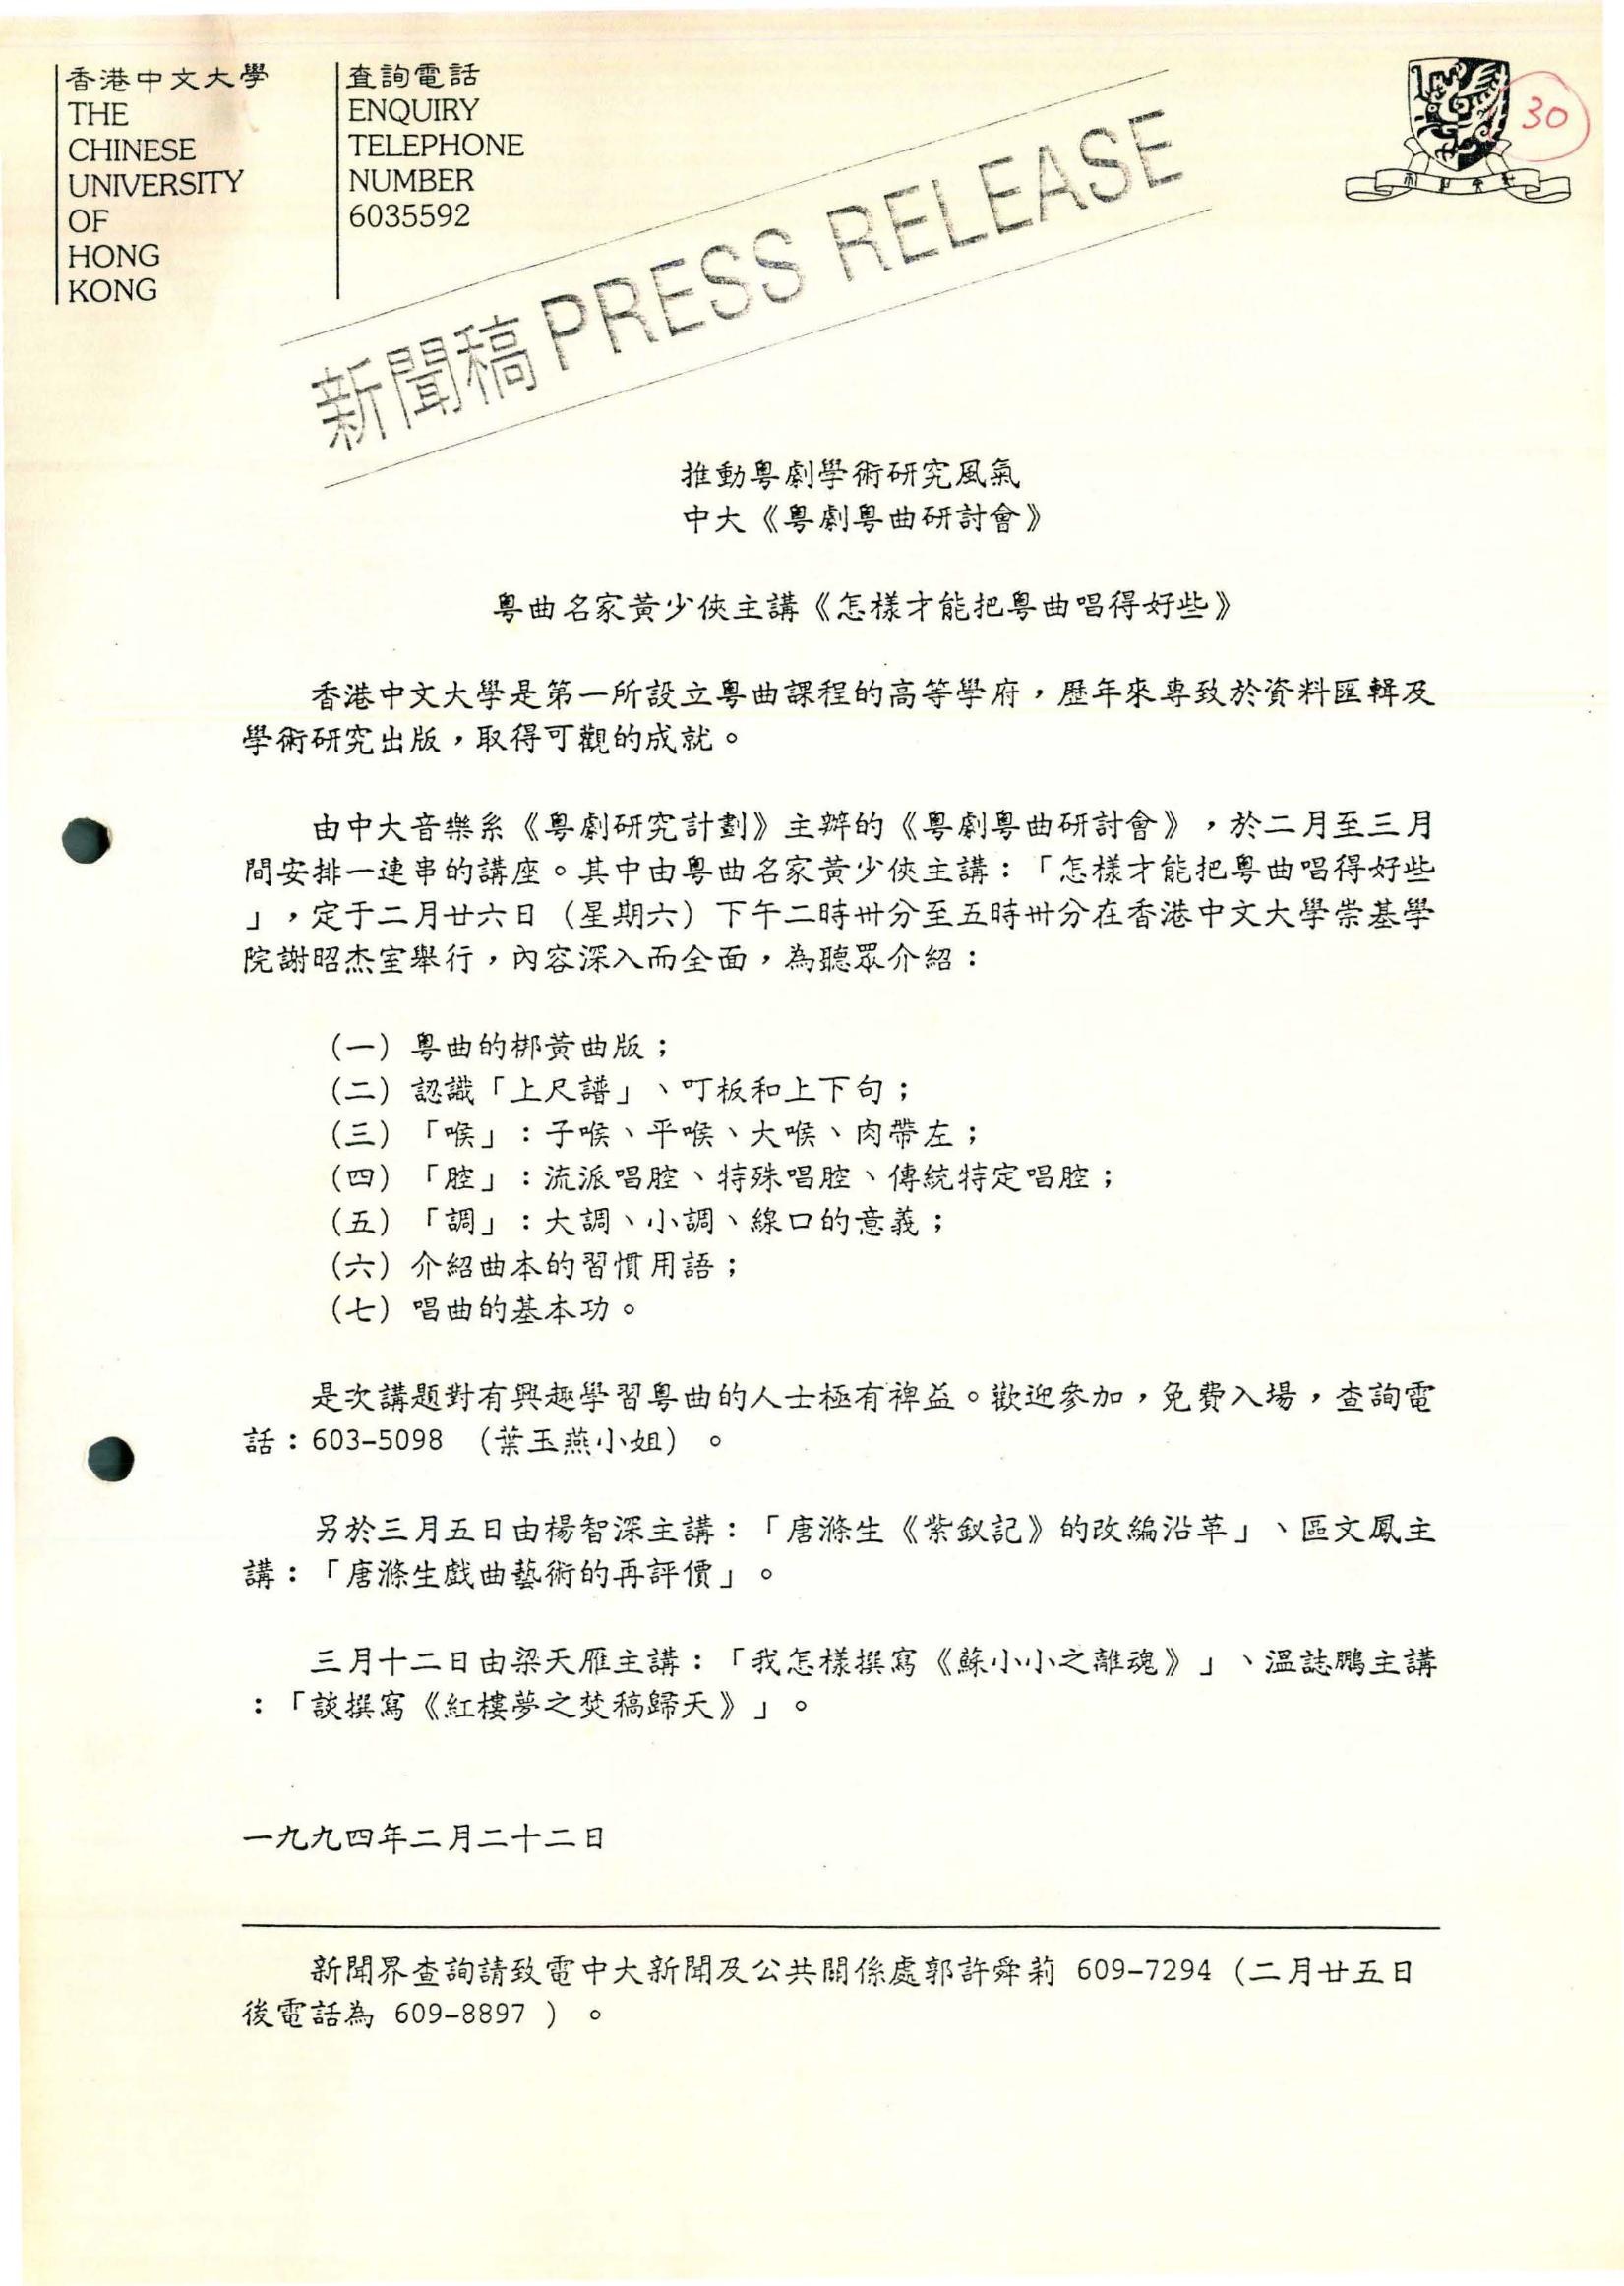 香港中文大學
THE
CHINESE
UNIVERSITY
OF
HONG
KONG
查詢電話
ENQUIRY
TELEPHONE
NUMBER
6035592
新聞稿 PRESS RELEASE
30
推動粵劇學術研究風氣
中大《粵劇粵曲研討會》
粵曲名家黃少俠主講《怎樣才能把粵曲唱得好些》
香港中文大學是第一所設立粵曲課程的高等學府，歷年來專致於資料匯輯及
學術研究出版，取得可觀的成就。
由中大音樂系《粵劇研究計劃》主辦的《粵劇粵曲研討會》，於二月至三月
間安排一連串的講座。其中由粵曲名家黃少俠主講：「怎樣才能把粵曲唱得好些
」，定于二月廿六日（星期六）下午二時卅分至五時卅分在香港中文大學崇基學
院謝昭杰室舉行，內容深入而全面，為聽眾介紹：
（一）粵曲的梆黃曲版；
（二）認識「上尺譜」、叮板和上下句；
（三）「喉」：子喉、平喉、大喉、肉帶左；
（四）「腔」：流派唱腔、特殊唱腔、傳統特定唱腔；
（五）「調」：大調、小調、線口的意義；
（六）介紹曲本的習慣用語；
（七）唱曲的基本功。
是次講題對有興趣學習粵曲的人士極有裨益。歡迎參加，免費入場，查詢電
話：603-5098 （葉玉燕小姐）。
另於三月五日由楊智深主講：「唐滌生《紫釵記》的改編沿革」、區文鳳主
講：「唐滌生戲曲藝術的再評價」。
三月十二日由梁天雁主講：「我怎樣撰寫《蘇小小之離魂》」、溫誌鵬主講
：「談撰寫《紅樓夢之焚稿歸天》」。
一九九四年二月二十二日
新聞界查詢請致電中大新聞及公共關係處郭許舜莉 609-7294（二月廿五日
後電話為 609-8897 ）。